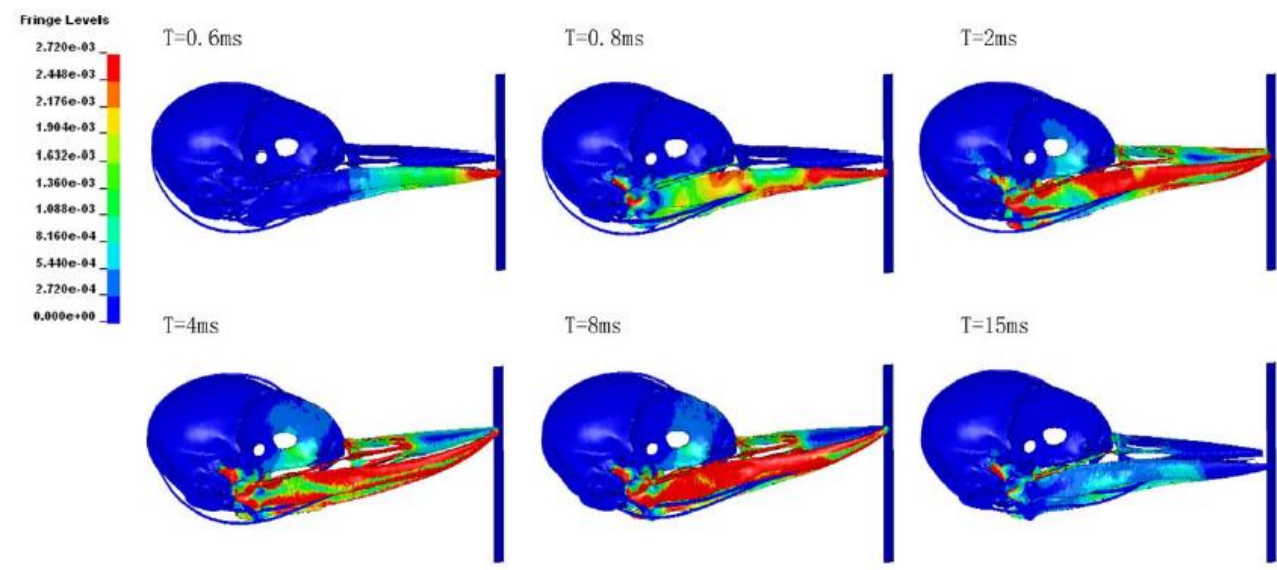 Fringe Levels
2.720e-03
2.448e-03
2.176e-03
1.904e-03
1.632e-03
1.360e-03
1.088e-03
8.160e-04
5.440e-04
2.720e-04
0.000e+00
T=0.6ms
T=0.8ms
T=2ms
T=4ms
T=8ms
T=15ms